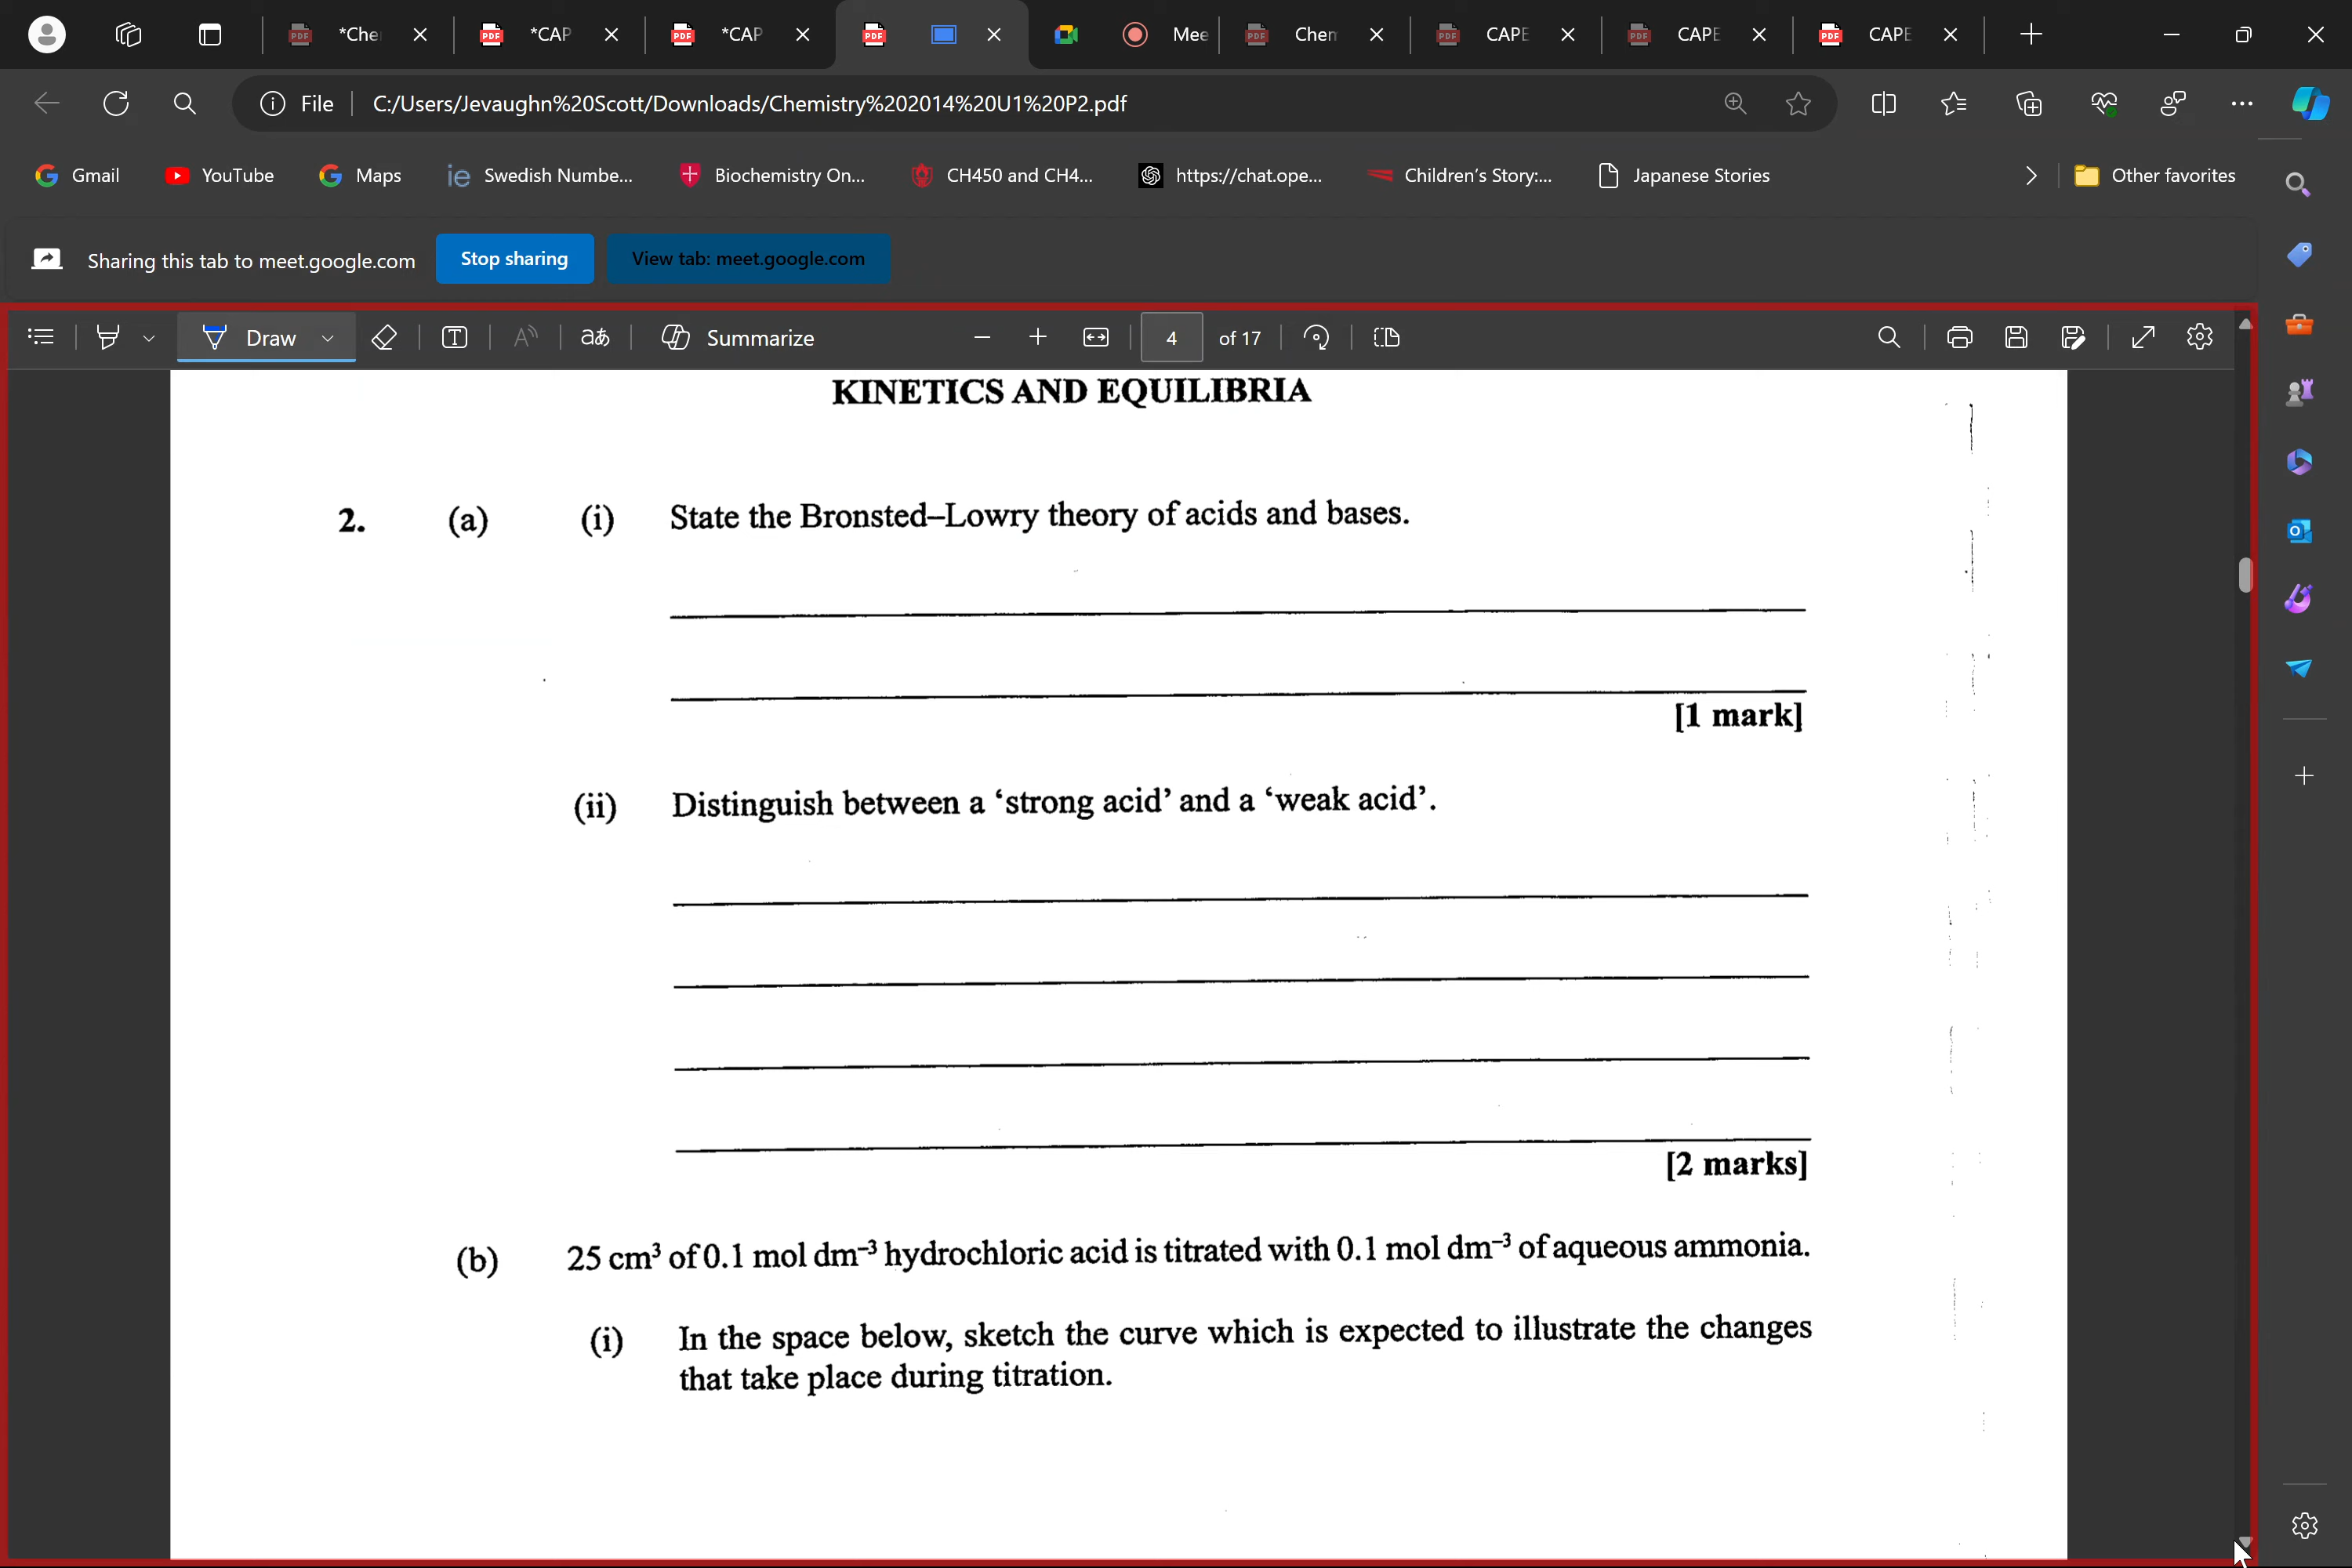 *Che
*CAP
*CAP
Mee
Chem
CAPE
CAPE
CAPE
File
C:/Users/Jevaughn%20Scott/Downloads/Chemistry%202014%20U1%20P2.pdf
Gmail
YouTube
Maps
Swedish Numbe...
Biochemistry On...
CH450 and CH4...
https://chat.ope...
Children's Story:...
Japanese Stories
Other favorites
Sharing this tab to meet.google.com
Stop sharing
View tab: meet.google.com
Draw
Summarize
4 of 17
KINETICS AND EQUILIBRIA
2. (a) (i) State the Bronsted–Lowry theory of acids and bases.
[1 mark]
(ii) Distinguish between a ‘strong acid’ and a ‘weak acid’.
[2 marks]
(b) 25 cm³ of 0.1 mol dm⁻³ hydrochloric acid is titrated with 0.1 mol dm⁻³ of aqueous ammonia.
(i) In the space below, sketch the curve which is expected to illustrate the changes
that take place during titration.